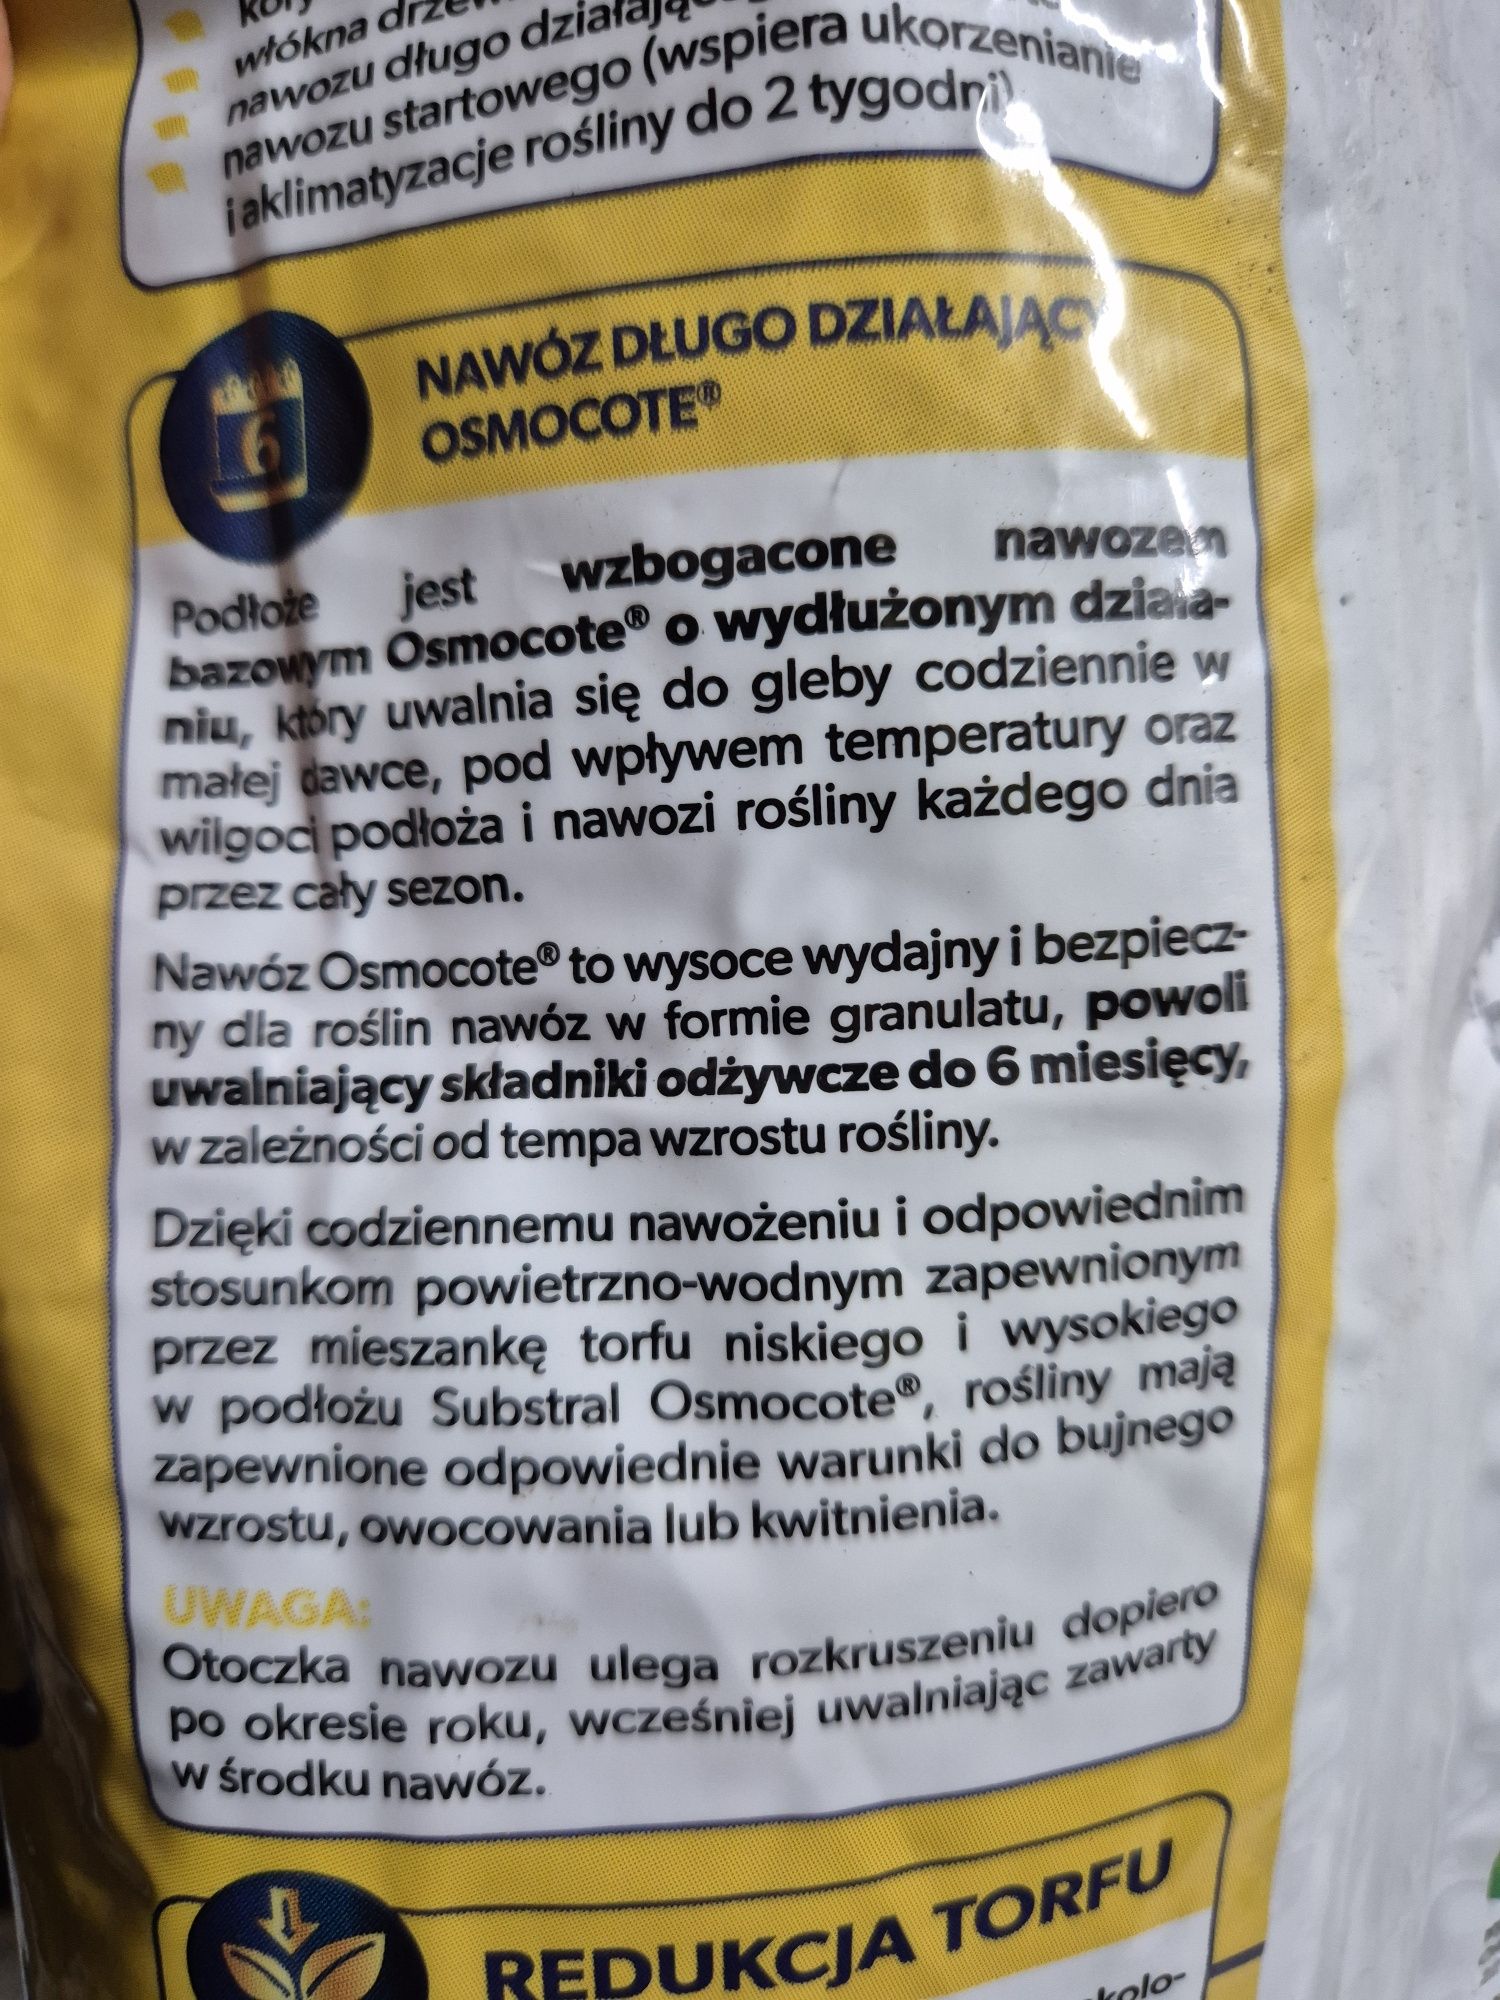 włókna
nawozu długo
nawozu startowego (wspiera ukorzenianie
i aklimatyzacje rośliny do 2 tygodni)
6
NAWÓZ DŁUGO DZIAŁAJĄCY
OSMOCOTE®
Podłoże jest wzbogacone nawozem
bazowym Osmocote® o wydłużonym działa-
niu, który uwalnia się do gleby codziennie w
małej dawce, pod wpływem temperatury oraz
wilgoci podłoża i nawozi rośliny każdego dnia
przez cały sezon.
Nawóz Osmocote® to wysoce wydajny i bezpiecz-
ny dla roślin nawóz w formie granulatu, powoli
uwalniający składniki odżywcze do 6 miesięcy,
w zależności od tempa wzrostu rośliny.
Dzięki codziennemu nawożeniu i odpowiednim
stosunkom powietrzno-wodnym zapewnionym
przez mieszankę torfu niskiego i wysokiego
w podłożu Substral Osmocote®, rośliny mają
zapewnione odpowiednie warunki do bujnego
wzrostu, owocowania lub kwitnienia.
UWAGA:
Otoczka nawozu ulega rozkruszeniu dopiero
po okresie roku, wcześniej uwalniając zawarty
w środku nawóz.
REDUKCJA TORFU